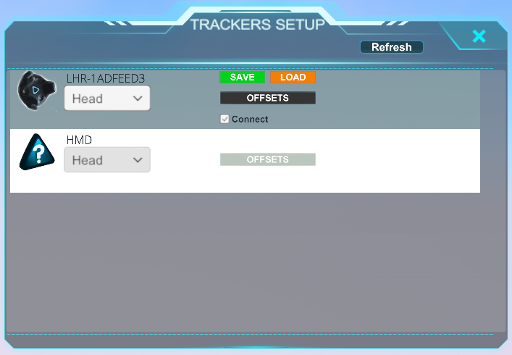 TRACKERS SETUP
Refresh
LHR-1ADFEED3
SAVE LOAD
Head
OFFSETS
Connect
HMD
Head
OFFSETS